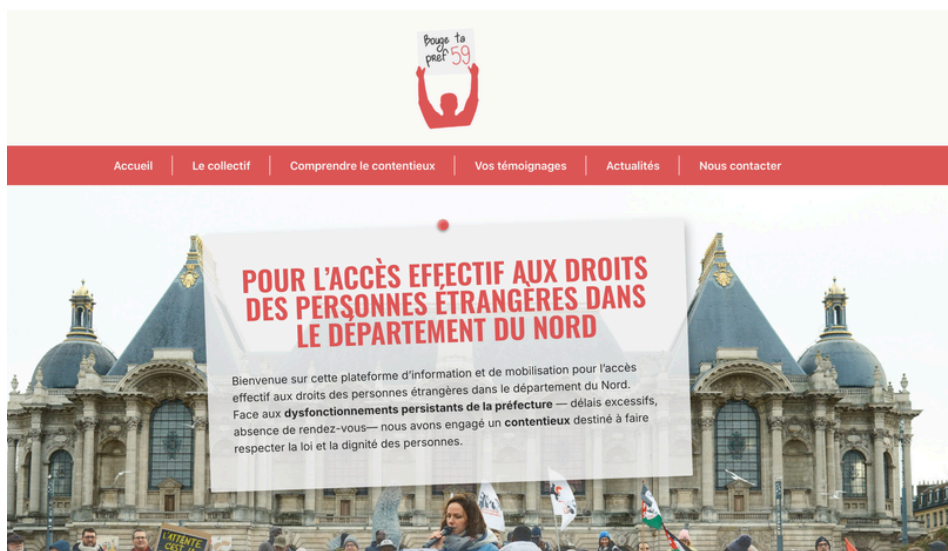 Bouge ta
pref 59
Accueil
Le collectif
Comprendre le contentieux
Vos témoignages
Actualités
Nous contacter
POUR L'ACCÈS EFFECTIF AUX DROITS
DES PERSONNES ÉTRANGÈRES DANS
LE DÉPARTEMENT DU NORD
Bienvenue sur cette plateforme d'information et de mobilisation pour l'accès
effectif aux droits des personnes étrangères dans le département du Nord.
Face aux dysfonctionnements persistants de la préfecture — délais excessifs,
absence de rendez-vous— nous avons engagé un contentieux destiné à faire
respecter la loi et la dignité des personnes.
L'ATTENTE
C'EST